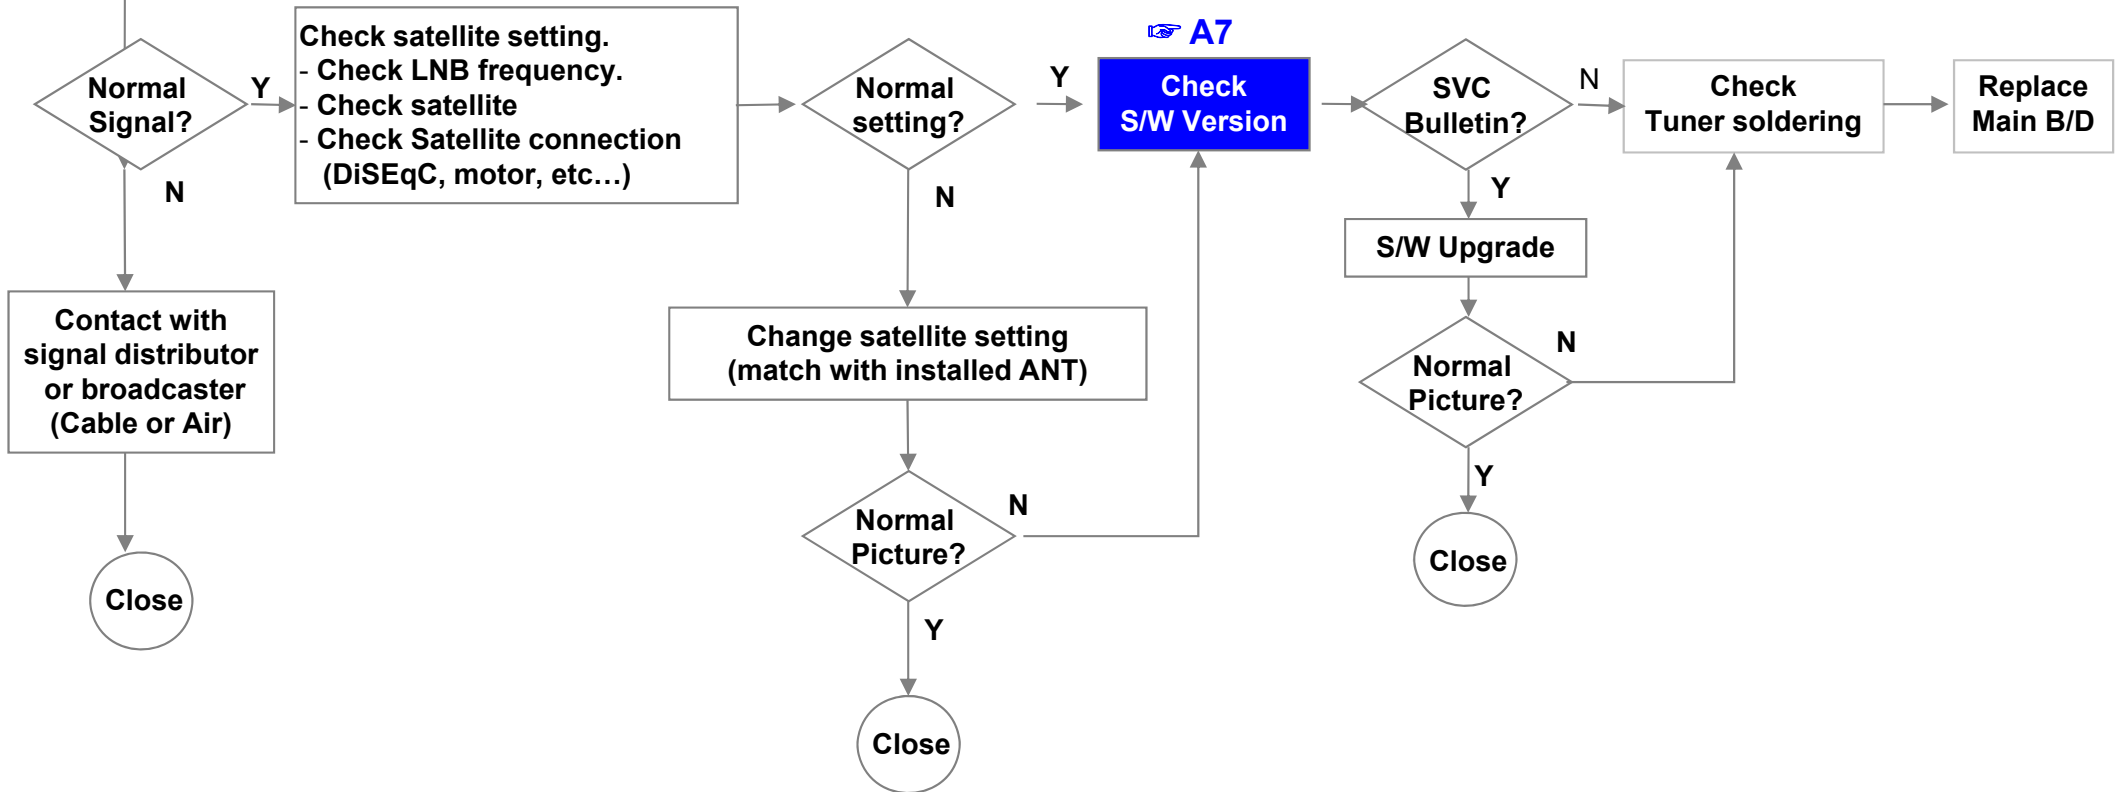 Normal
Signal?
Y
N
Check satellite setting.
- Check LNB frequency.
- Check satellite
- Check Satellite connection
(DiSEqC, motor, etc…)
Normal
setting?
Y
N
☞ A7
Check
S/W Version
SVC
Bulletin?
N
Y
Check
Tuner soldering
Replace
Main B/D
S/W Upgrade
Contact with
signal distributor
or broadcaster
(Cable or Air)
Close
Change satellite setting
(match with installed ANT)
Normal
Picture?
N
Y
Close
Normal
Picture?
N
Y
Close